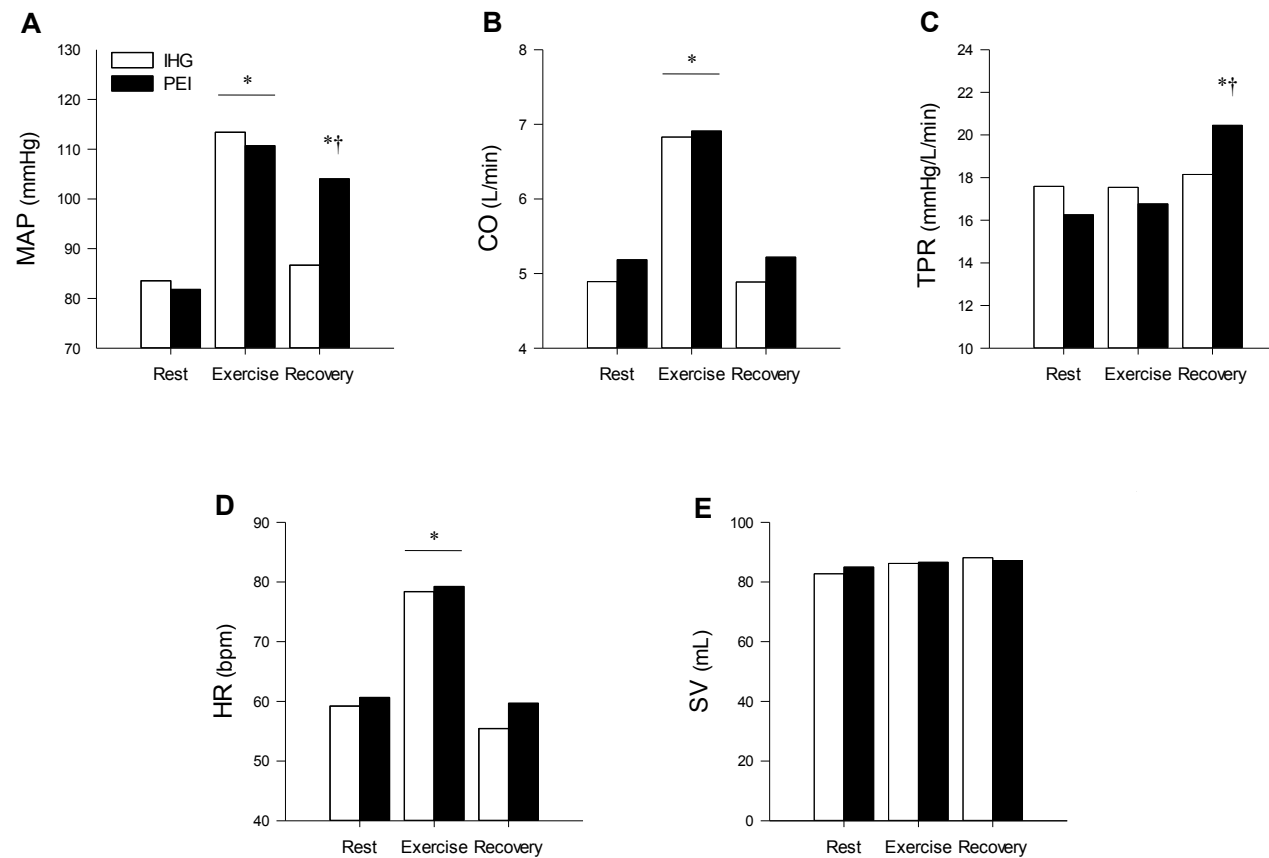 A
MAP (mmHg)
130
120
110
100
90
80
70
IHG
PEI
*
*†
Rest Exercise Recovery
B
CO (L/min)
8
7
6
5
4
*
Rest Exercise Recovery
C
TPR (mmHg/L/min)
24
22
20
18
16
14
12
10
*†
Rest Exercise Recovery
D
HR (bpm)
90
80
70
60
50
40
*
Rest Exercise Recovery
E
SV (mL)
100
80
60
40
20
0
Rest Exercise Recovery